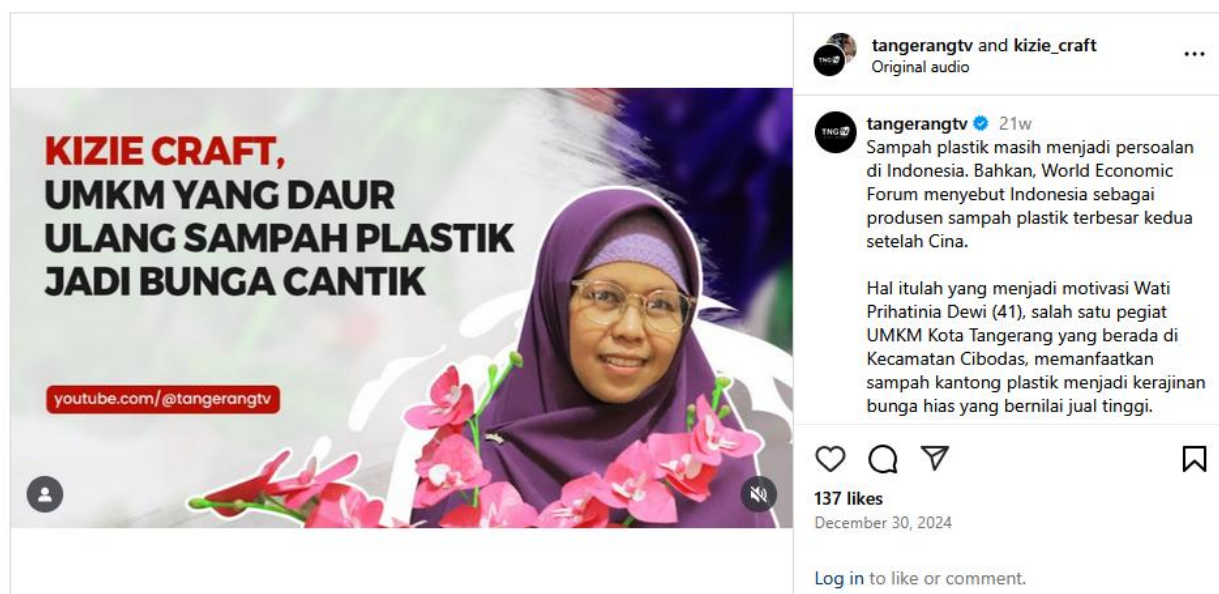 KIZIE CRAFT,
UMKM YANG DAUR
ULANG SAMPAH PLASTIK
JADI BUNGA CANTIK
youtube.com/@tangerangtv
tangerangtv and kizie_craft
Original audio
TNG TV
tangerangtv 21w
Sampah plastik masih menjadi persoalan
di Indonesia. Bahkan, World Economic
Forum menyebut Indonesia sebagai
produsen sampah plastik terbesar kedua
setelah Cina.
Hal itulah yang menjadi motivasi Wati
Prihatinia Dewi (41), salah satu pegiat
UMKM Kota Tangerang yang berada di
Kecamatan Cibodas, memanfaatkan
sampah kantong plastik menjadi kerajinan
bunga hias yang bernilai jual tinggi.
137 likes
December 30, 2024
Log in to like or comment.